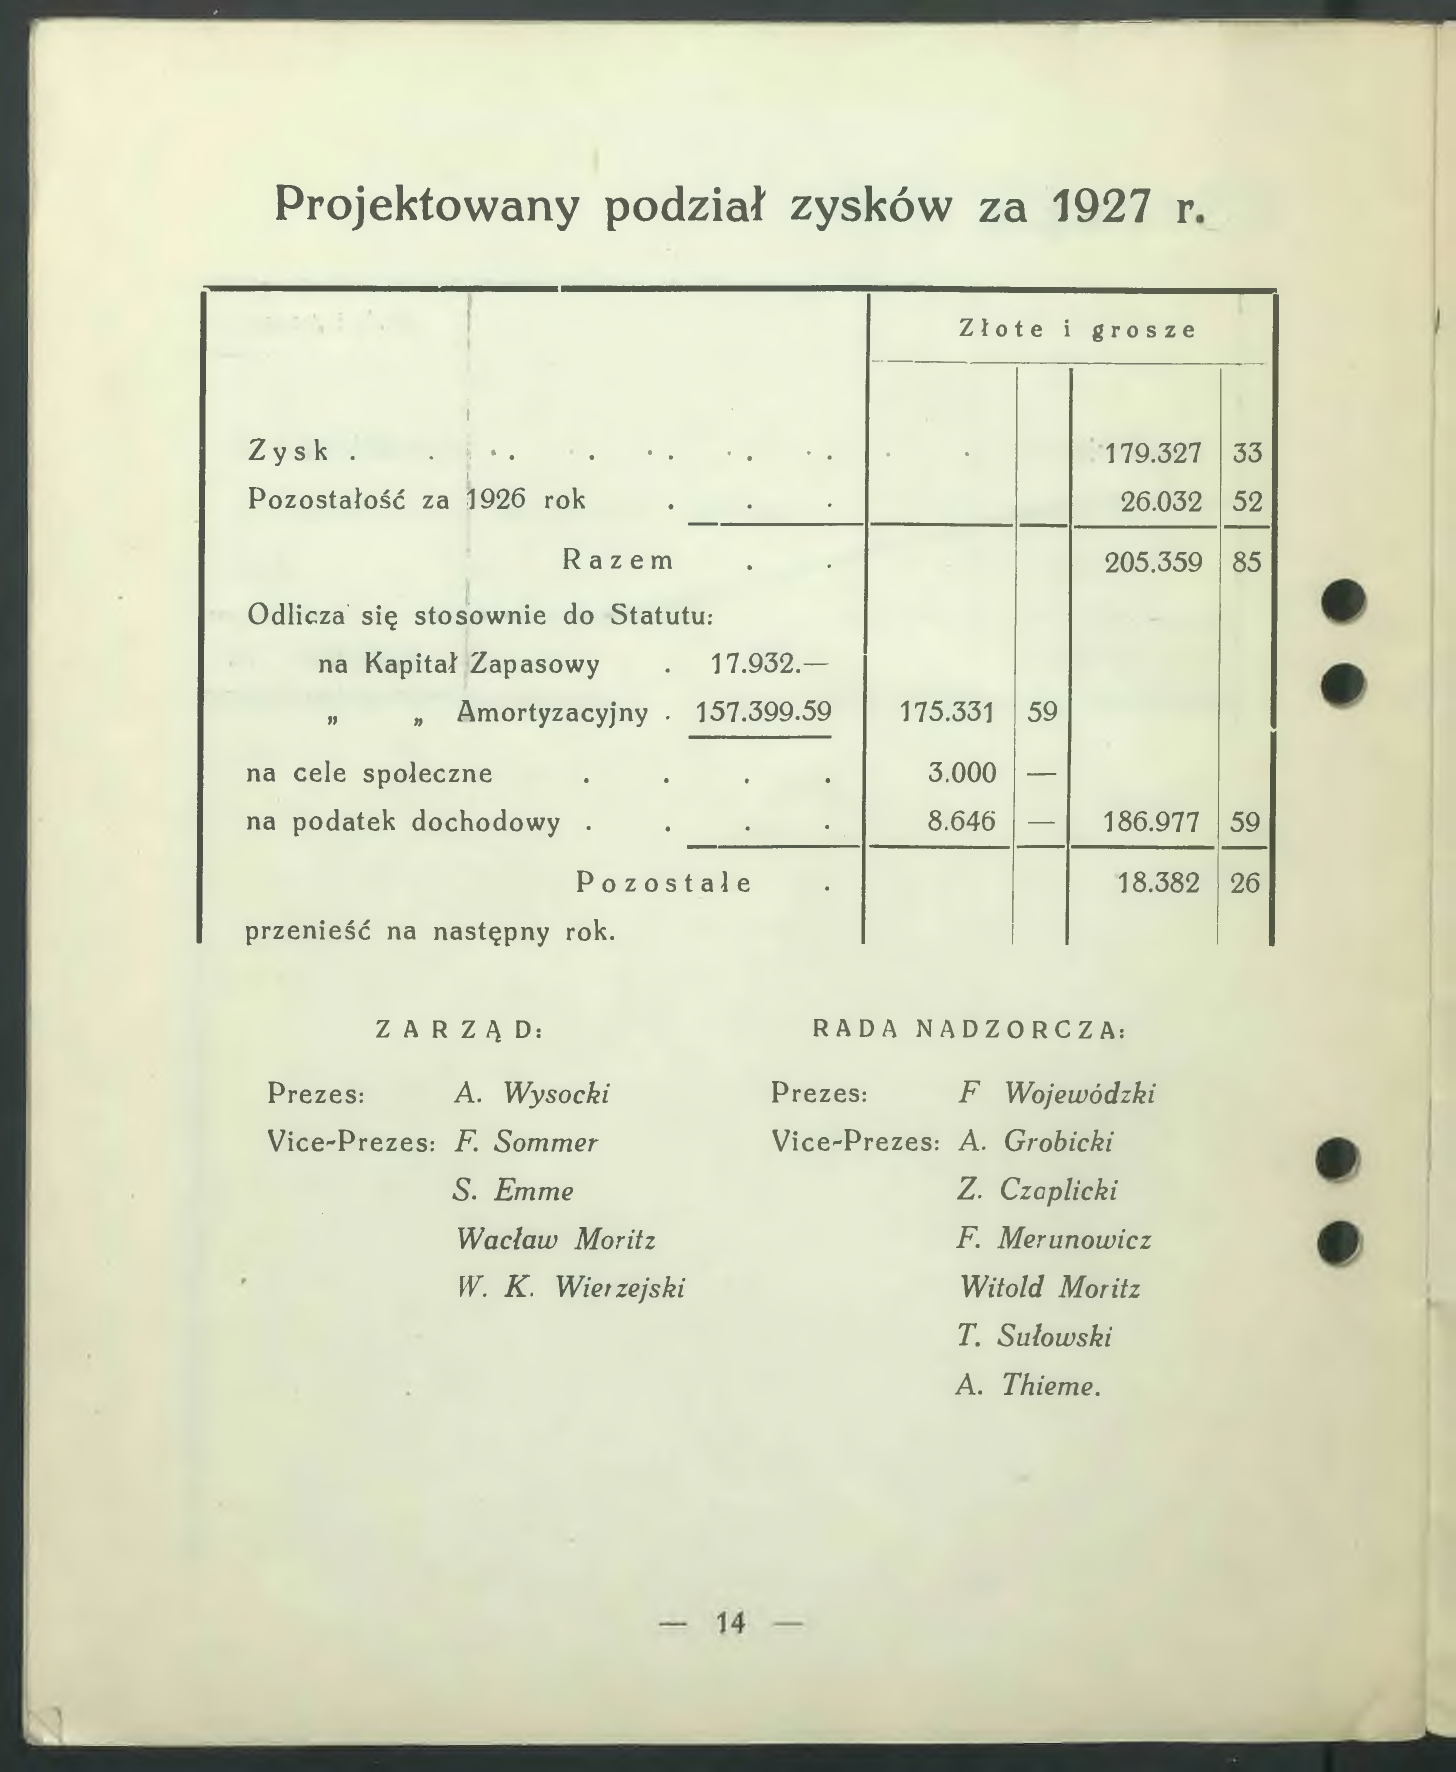 Projektowany podział zysków za 1927 r.
Złote i grosze
Zysk . . . . . . . 179.327 33
Pozostałość za 1926 rok . . . 26.032 52
Razem . . 205.359 85
Odlicza się stosownie do Statutu:
na Kapitał Zapasowy . 17.932.—
„ „ Amortyzacyjny . 157.399.59 175.331 59
na cele społeczne . . . . 3.000 —
na podatek dochodowy . . . . 8.646 — 186.977 59
Pozostałe . 18.382 26
przenieść na następny rok.
ZARZĄD:
Prezes: A. Wysocki
Vice-Prezes: F. Sommer
S. Emme
Wacław Moritz
W. K. Wierzejski
RADA NADZORCZA:
Prezes: F Wojewódzki
Vice-Prezes: A. Grobicki
Z. Czaplicki
F. Merunowicz
Witold Moritz
T. Sułowski
A. Thieme.
— 14 —